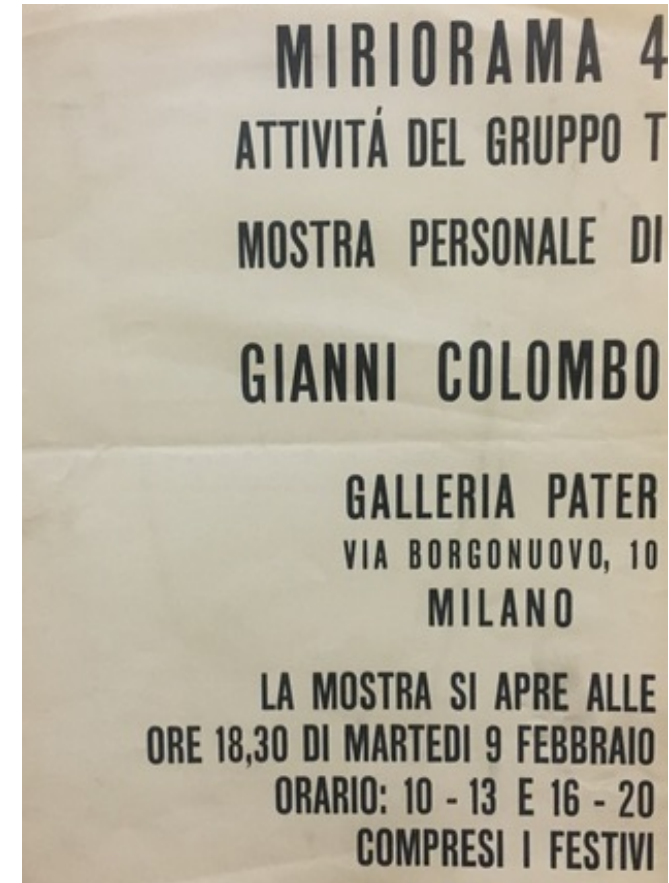 MIRIORAMA 4
ATTIVITÁ DEL GRUPPO T
MOSTRA PERSONALE DI
GIANNI COLOMBO
GALLERIA PATER
VIA BORGONUOVO, 10
MILANO
LA MOSTRA SI APRE ALLE
ORE 18,30 DI MARTEDI 9 FEBBRAIO
ORARIO: 10 - 13 E 16 - 20
COMPRESI I FESTIVI